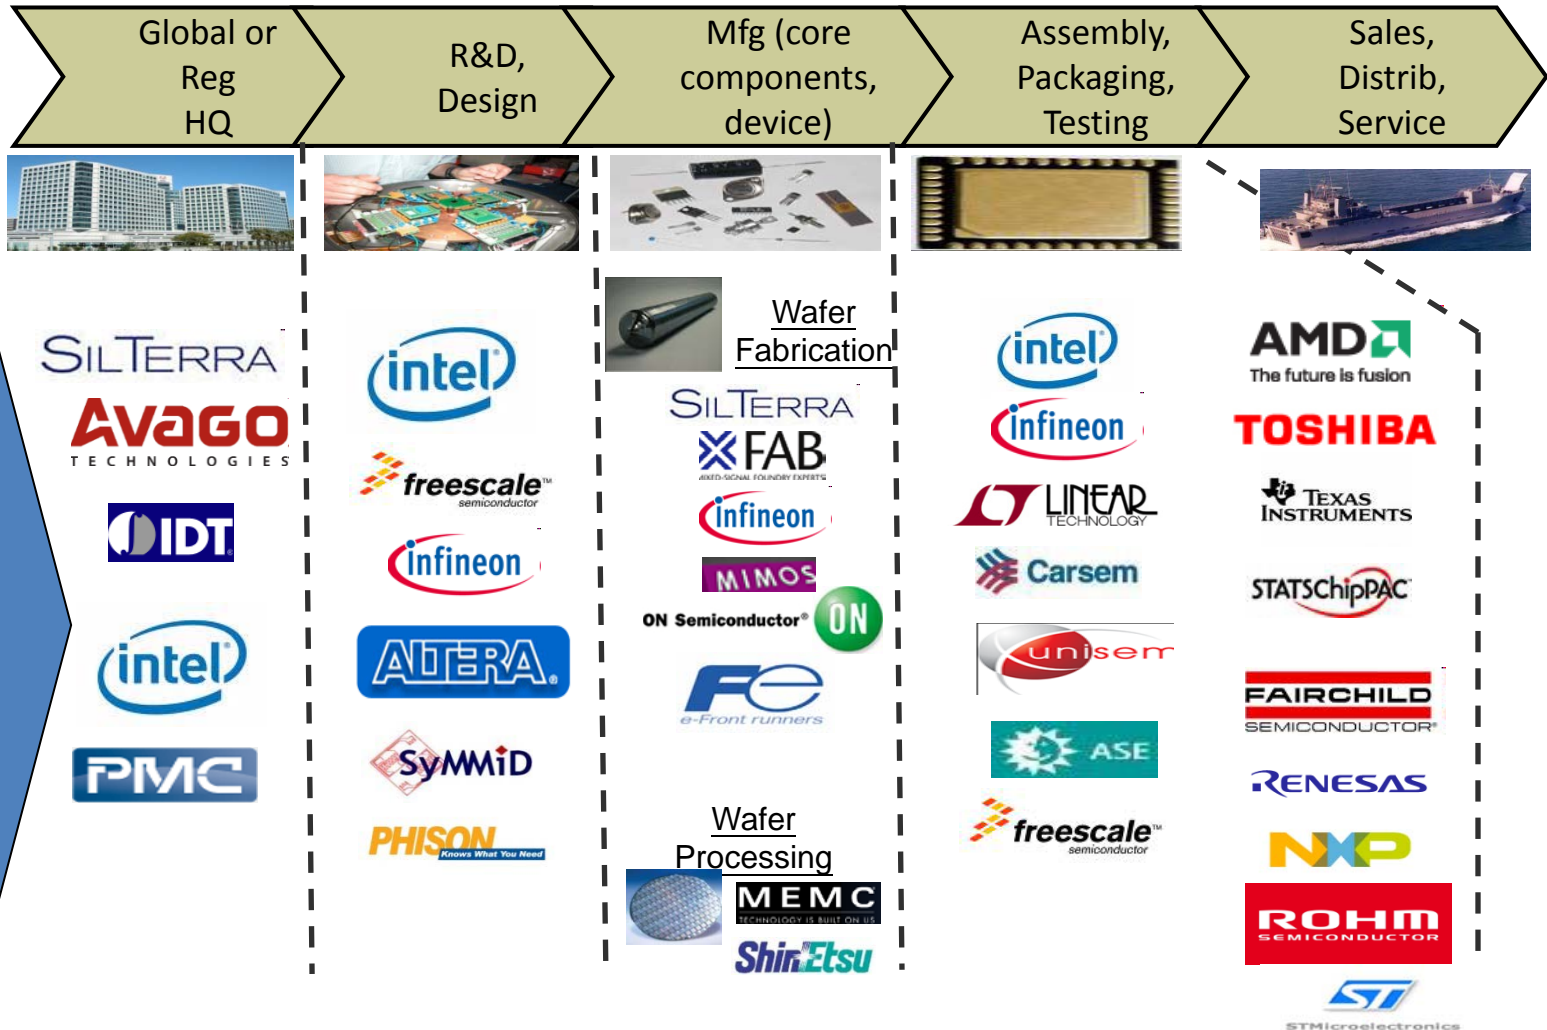 Global or
Reg
HQ
R&D,
Design
Mfg (core
components,
device)
Assembly,
Packaging,
Testing
Sales,
Distrib,
Service
SILTERRA
AVAGO
TECHNOLOGIES
IDT
intel
PMC
intel
freescale™
semiconductor
infineon
ALTERA®
SyMMiD
PHISON
Knows What You Need
Wafer
Fabrication
SILTERRA
XFAB
MIXED-SIGNAL FOUNDRY EXPERTS
infineon
MIMOS
ON Semiconductor® ON
Fe
e-Front runners
Wafer
Processing
MEMC
TECHNOLOGY IS BUILT ON US
ShinEtsu
intel
infineon
LINEAR
TECHNOLOGY
Carsem
unisem
ASE
freescale™
semiconductor
AMD
The future is fusion
TOSHIBA
TEXAS
INSTRUMENTS
STATSChipPAC
FAIRCHILD
SEMICONDUCTOR®
RENESAS
NXP
ROHM
SEMICONDUCTOR
ST
STMicroelectronics